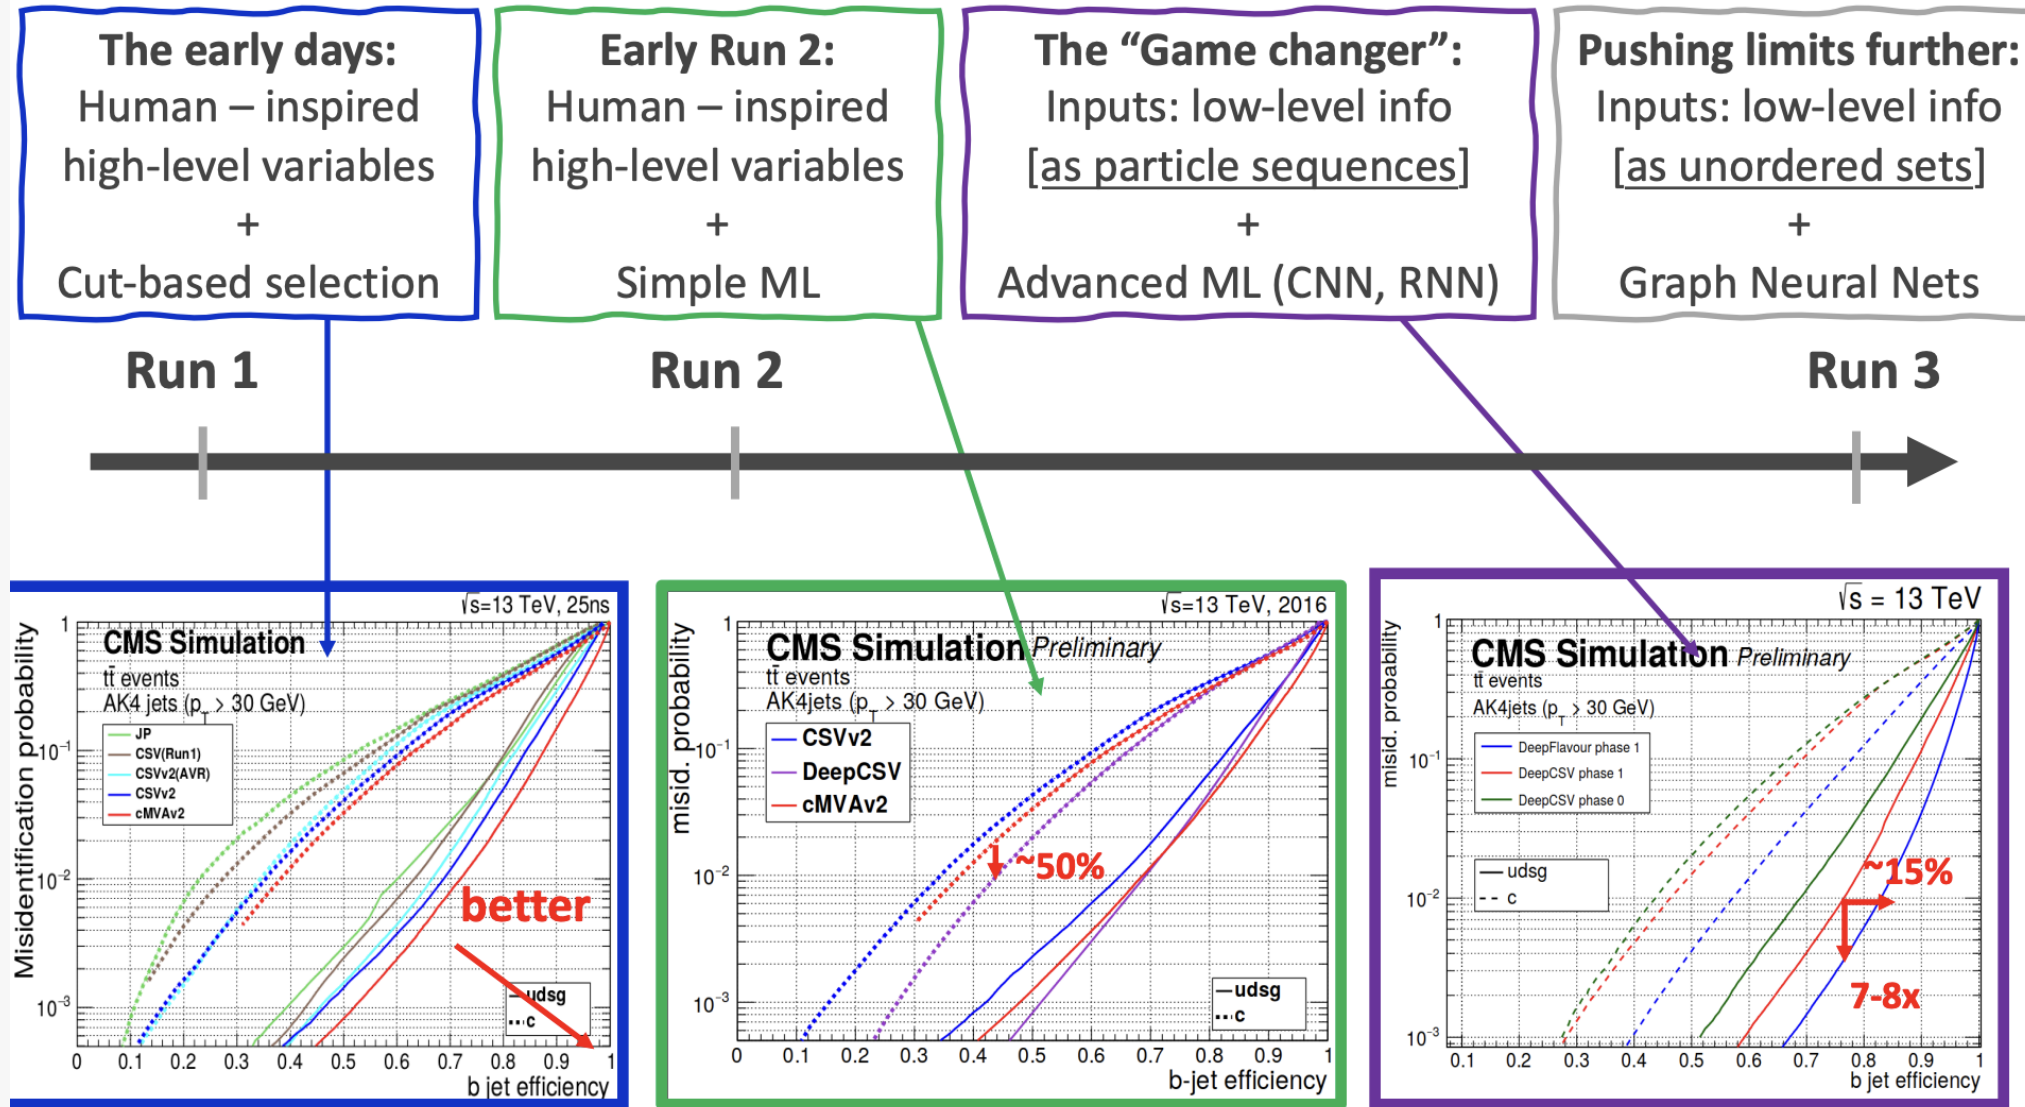 The early days:
Human – inspired
high-level variables
+
Cut-based selection
Early Run 2:
Human – inspired
high-level variables
+
Simple ML
The “Game changer”:
Inputs: low-level info
[as particle sequences]
+
Advanced ML (CNN, RNN)
Pushing limits further:
Inputs: low-level info
[as unordered sets]
+
Graph Neural Nets
Run 1
Run 2
Run 3
√s=13 TeV, 25ns
CMS Simulation
tt̄ events
AK4 jets (p_T > 30 GeV)
JP
CSV(Run1)
CSVv2(AVR)
CSVv2
cMVAv2
Misidentification probability
1
10⁻¹
10⁻²
10⁻³
better
udsg
c
0 0.1 0.2 0.3 0.4 0.5 0.6 0.7 0.8 0.9 1
b jet efficiency
√s=13 TeV, 2016
CMS Simulation Preliminary
tt̄ events
AK4jets (p_T > 30 GeV)
CSVv2
DeepCSV
cMVAv2
misid. probability
1
10⁻¹
10⁻²
10⁻³
~50%
udsg
c
0 0.1 0.2 0.3 0.4 0.5 0.6 0.7 0.8 0.9 1
b-jet efficiency
√s = 13 TeV
CMS Simulation Preliminary
tt̄ events
AK4jets (p_T > 30 GeV)
DeepFlavour phase 1
DeepCSV phase 1
DeepCSV phase 0
misid. probability
1
10⁻¹
10⁻²
10⁻³
udsg
c
~15%
7-8x
0.1 0.2 0.3 0.4 0.5 0.6 0.7 0.8 0.9 1
b jet efficiency